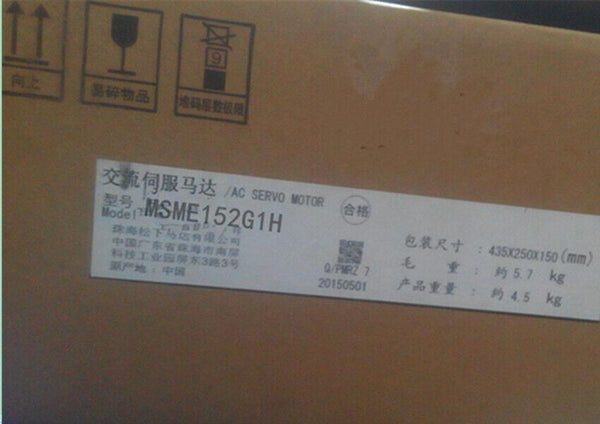 向上
易碎物品
9
堆码层数极限
交流伺服马达 /AC SERVO MOTOR
型号
Model MSME152G1H
合格
珠海松下马达有限公司
中国广东省珠海市南屏
科技工业园屏东3路3号
原产地: 中国
Q/PMRZ 7
20150501
包装尺寸 : 435X250X150(mm)
毛 重 : 约 5.7 kg
产品重量 : 约 4.5 kg